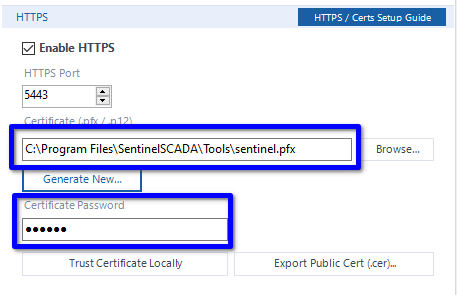 HTTPS
HTTPS / Certs Setup Guide
Enable HTTPS
HTTPS Port
5443
Certificate (.pfx / .p12)
C:\Program Files\SentinelSCADA\Tools\sentinel.pfx
Browse...
Generate New...
Certificate Password
●●●●●●
Trust Certificate Locally
Export Public Cert (.cer)...